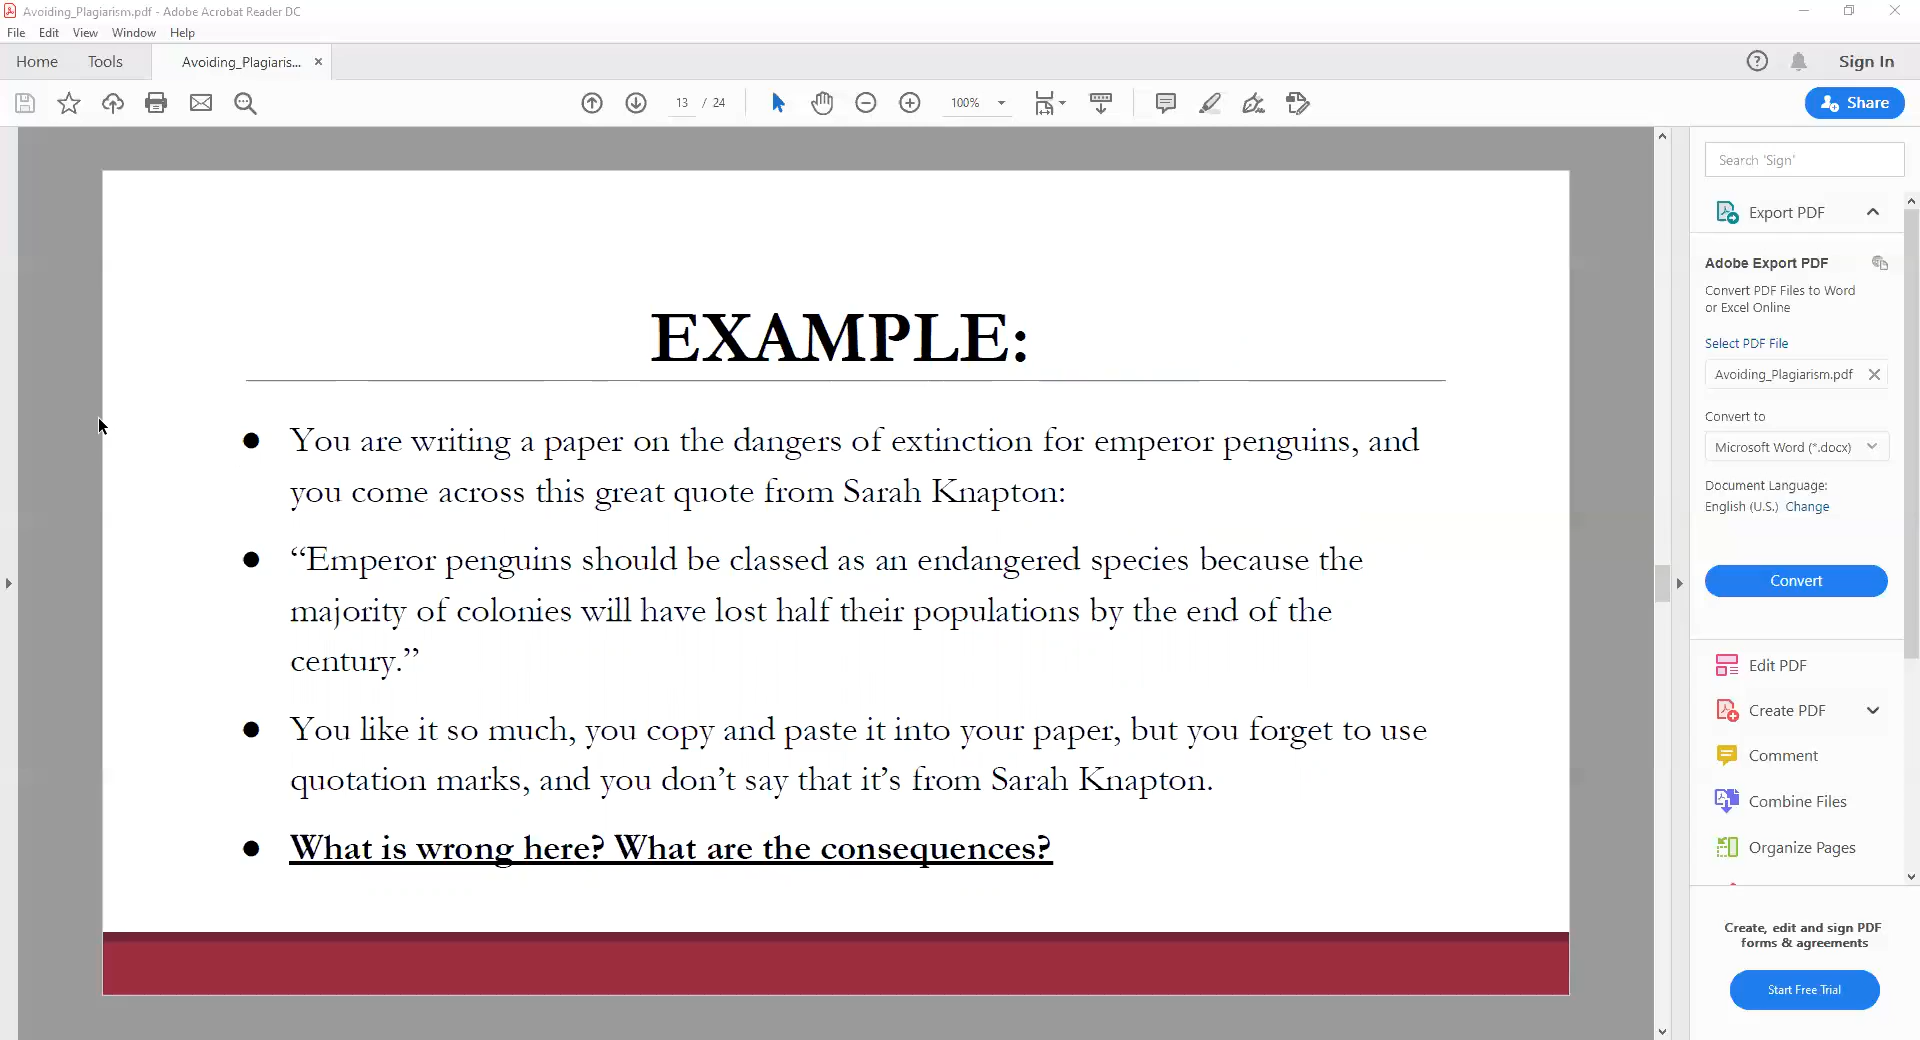 Avoiding_Plagiarism.pdf - Adobe Acrobat Reader DC
File Edit View Window Help
Home Tools Avoiding_Plagiaris... × Sign In
13 / 24 100% Share
EXAMPLE:
● You are writing a paper on the dangers of extinction for emperor penguins, and
you come across this great quote from Sarah Knapton:
● “Emperor penguins should be classed as an endangered species because the
majority of colonies will have lost half their populations by the end of the
century.”
● You like it so much, you copy and paste it into your paper, but you forget to use
quotation marks, and you don’t say that it’s from Sarah Knapton.
● What is wrong here? What are the consequences?
Search 'Sign'
Export PDF
Adobe Export PDF
Convert PDF Files to Word
or Excel Online
Select PDF File
Avoiding_Plagiarism.pdf
Convert to
Microsoft Word (*.docx)
Document Language:
English (U.S.) Change
Convert
Edit PDF
Create PDF
Comment
Combine Files
Organize Pages
Create, edit and sign PDF
forms & agreements
Start Free Trial